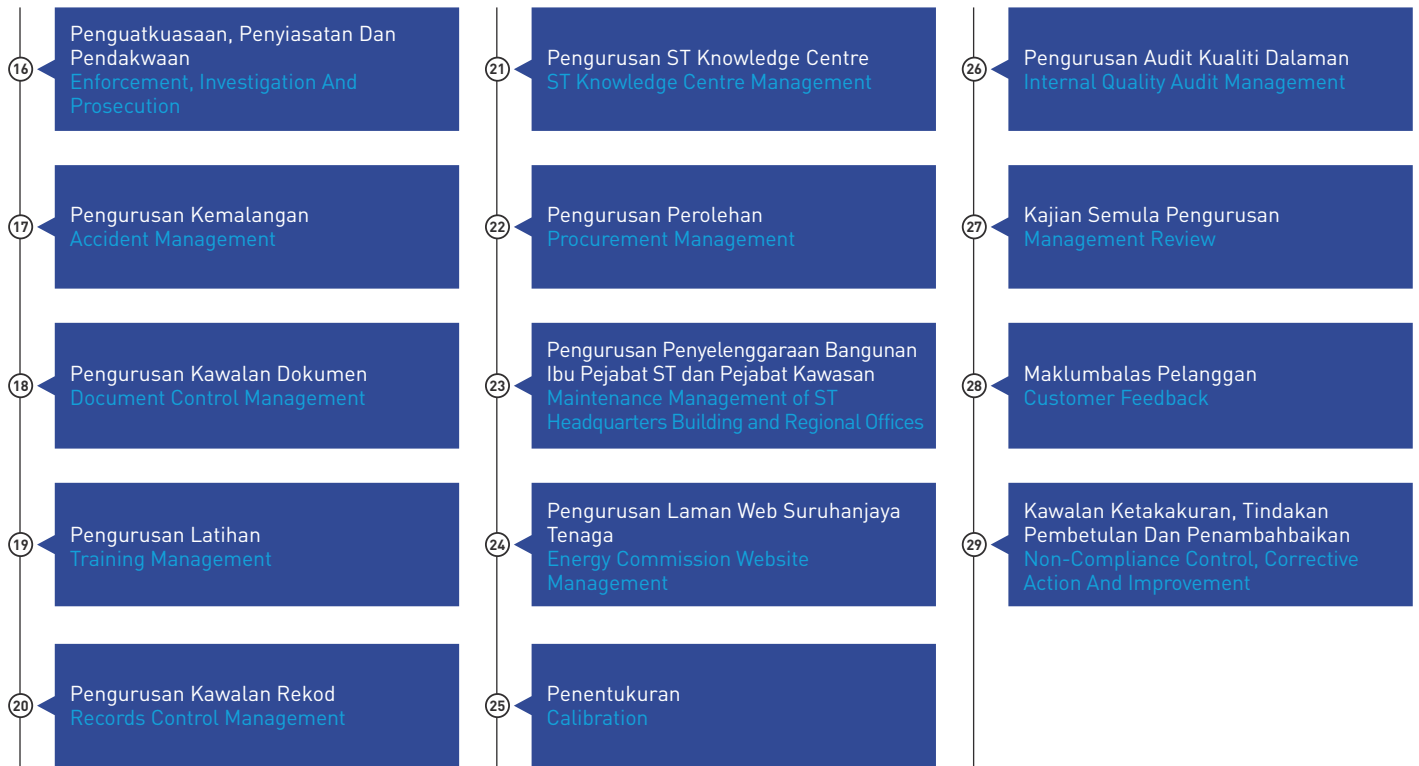 16
Penguatkuasaan, Penyiasatan Dan
Pendakwaan
Enforcement, Investigation And
Prosecution
17
Pengurusan Kemalangan
Accident Management
18
Pengurusan Kawalan Dokumen
Document Control Management
19
Pengurusan Latihan
Training Management
20
Pengurusan Kawalan Rekod
Records Control Management
21
Pengurusan ST Knowledge Centre
ST Knowledge Centre Management
22
Pengurusan Perolehan
Procurement Management
23
Pengurusan Penyelenggaraan Bangunan
Ibu Pejabat ST dan Pejabat Kawasan
Maintenance Management of ST
Headquarters Building and Regional Offices
24
Pengurusan Laman Web Suruhanjaya
Tenaga
Energy Commission Website
Management
25
Penentukuran
Calibration
26
Pengurusan Audit Kualiti Dalaman
Internal Quality Audit Management
27
Kajian Semula Pengurusan
Management Review
28
Maklumbalas Pelanggan
Customer Feedback
29
Kawalan Ketakakuran, Tindakan
Pembetulan Dan Penambahbaikan
Non-Compliance Control, Corrective
Action And Improvement